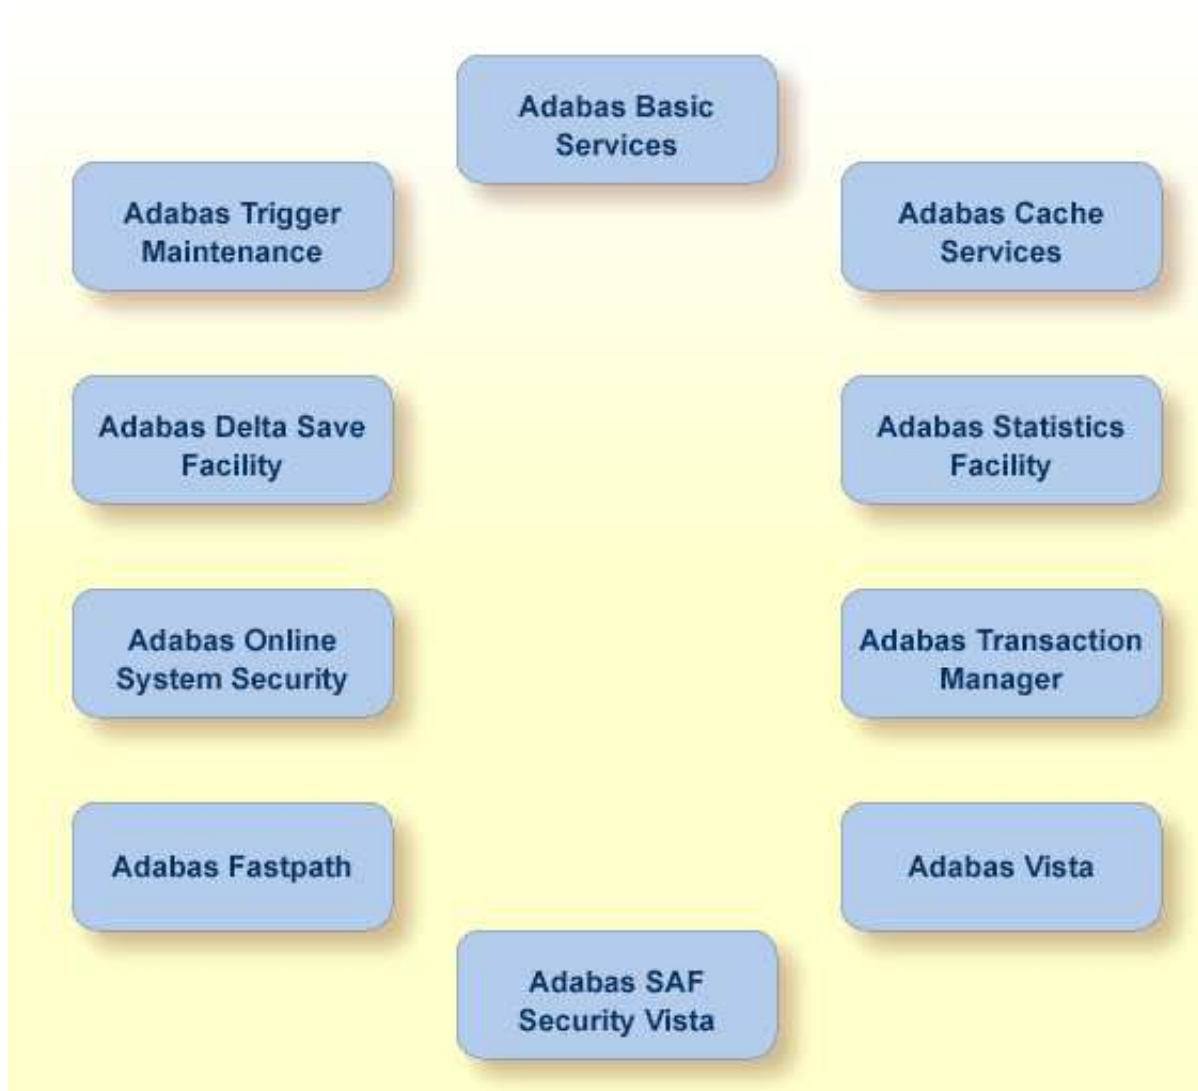 Adabas Basic
Services
Adabas Trigger
Maintenance
Adabas Cache
Services
Adabas Delta Save
Facility
Adabas Statistics
Facility
Adabas Online
System Security
Adabas Transaction
Manager
Adabas Fastpath
Adabas Vista
Adabas SAF
Security Vista